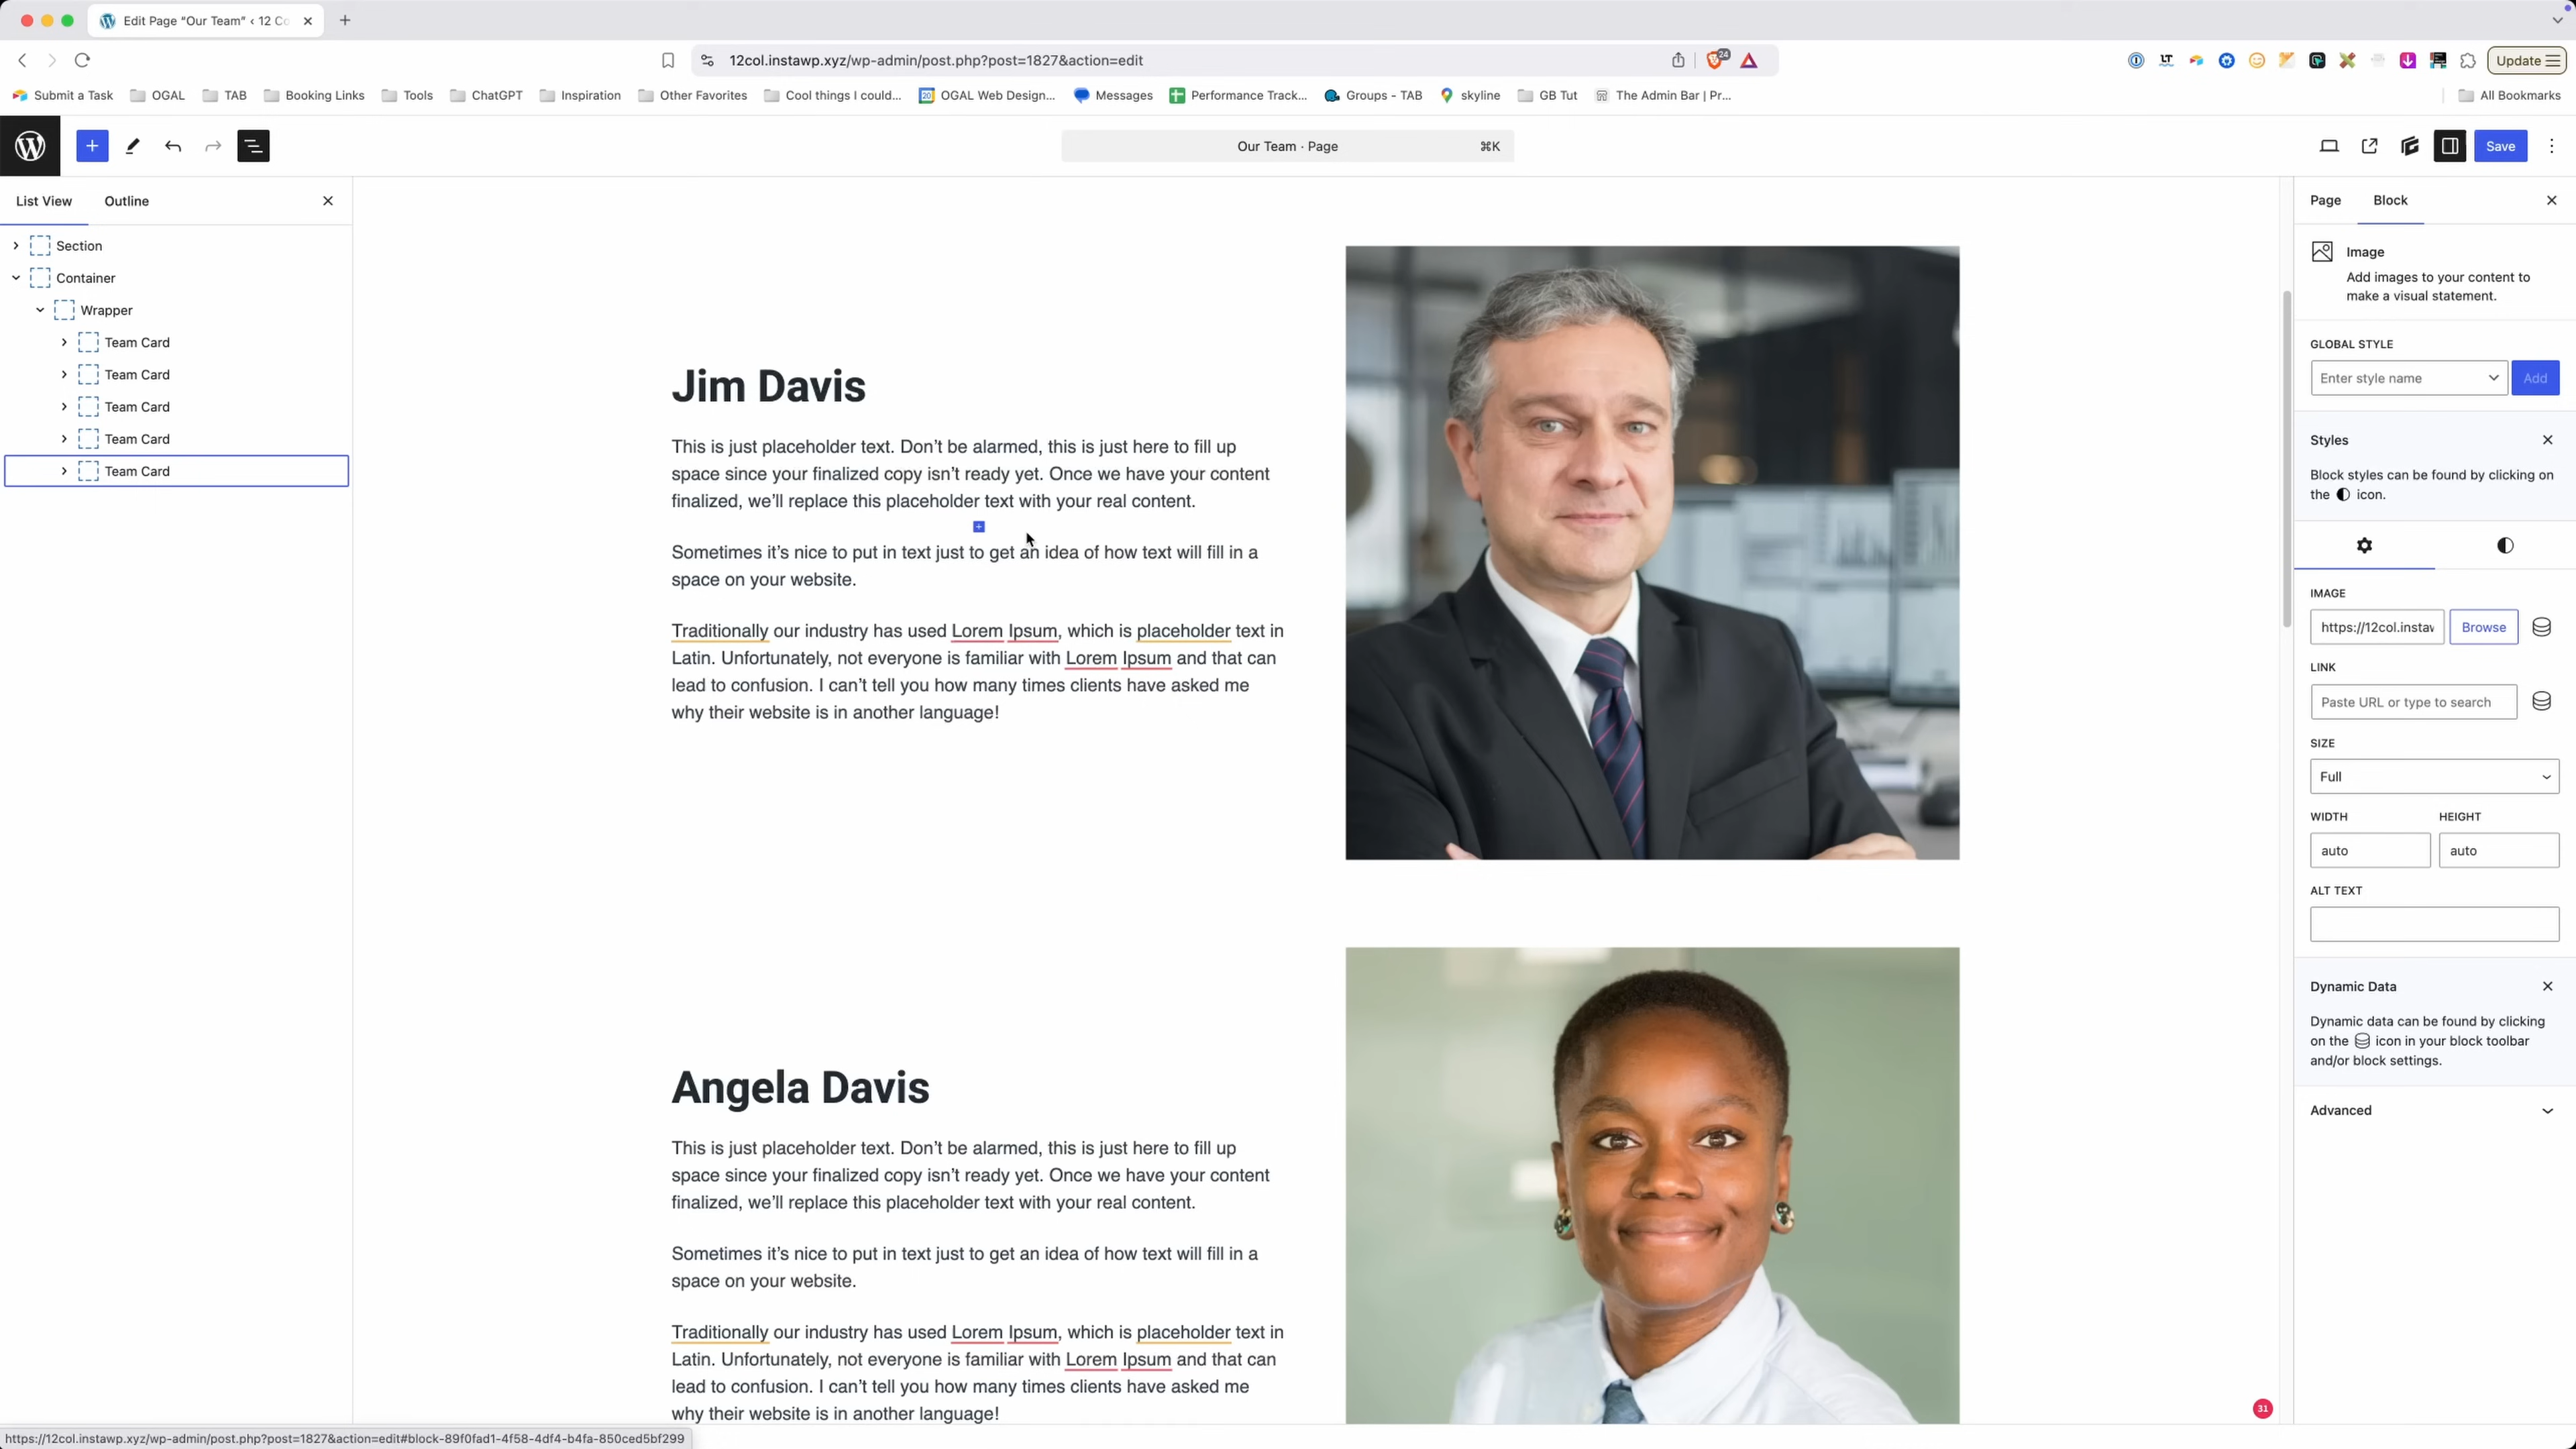 Edit Page “Our Team” ‹ 12 Co
12col.instawp.xyz/wp-admin/post.php?post=1827&action=edit
24
Update
Submit a Task
OGAL
TAB
Booking Links
Tools
ChatGPT
Inspiration
Other Favorites
Cool things I could...
OGAL Web Design...
Messages
Performance Track...
Groups - TAB
skyline
GB Tut
The Admin Bar | Pr...
All Bookmarks
Our Team · Page
⌘K
Save
List View
Outline
Section
Container
Wrapper
Team Card
Team Card
Team Card
Team Card
Team Card
Jim Davis
This is just placeholder text. Don’t be alarmed, this is just here to fill up
space since your finalized copy isn’t ready yet. Once we have your content
finalized, we’ll replace this placeholder text with your real content.
Sometimes it’s nice to put in text just to get an idea of how text will fill in a
space on your website.
Traditionally our industry has used Lorem Ipsum, which is placeholder text in
Latin. Unfortunately, not everyone is familiar with Lorem Ipsum and that can
lead to confusion. I can’t tell you how many times clients have asked me
why their website is in another language!
Angela Davis
This is just placeholder text. Don’t be alarmed, this is just here to fill up
space since your finalized copy isn’t ready yet. Once we have your content
finalized, we’ll replace this placeholder text with your real content.
Sometimes it’s nice to put in text just to get an idea of how text will fill in a
space on your website.
Traditionally our industry has used Lorem Ipsum, which is placeholder text in
Latin. Unfortunately, not everyone is familiar with Lorem Ipsum and that can
lead to confusion. I can’t tell you how many times clients have asked me
why their website is in another language!
Page
Block
Image
Add images to your content to
make a visual statement.
GLOBAL STYLE
Enter style name
Add
Styles
Block styles can be found by clicking on
the icon.
IMAGE
https://12col.instaw
Browse
LINK
Paste URL or type to search
SIZE
Full
WIDTH
HEIGHT
auto
auto
ALT TEXT
Dynamic Data
Dynamic data can be found by clicking
on the icon in your block toolbar
and/or block settings.
Advanced
31
https://12col.instawp.xyz/wp-admin/post.php?post=1827&action=edit#block-89f0fad1-4f58-4df4-b4fa-850ced5bf299